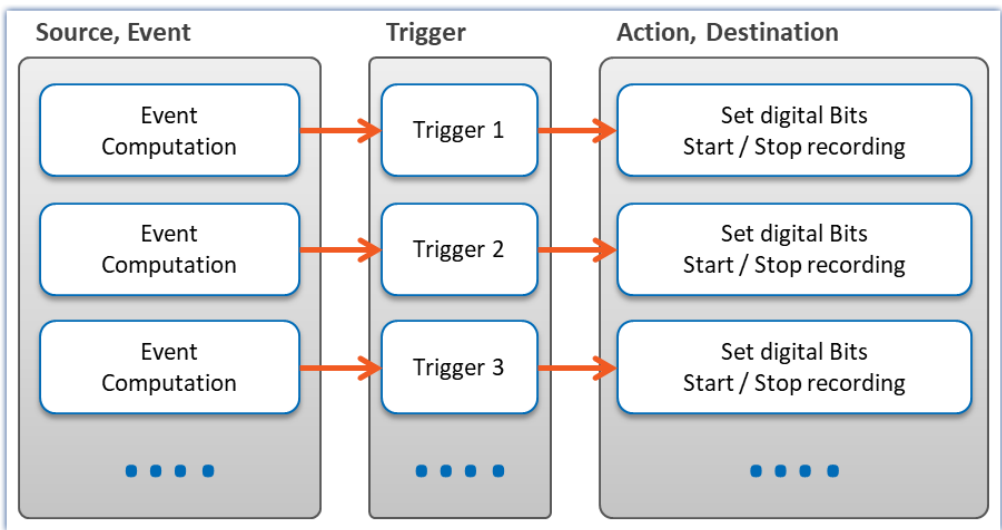 Source, Event
Trigger
Action, Destination
Event
Computation
Trigger 1
Set digital Bits
Start / Stop recording
Event
Computation
Trigger 2
Set digital Bits
Start / Stop recording
Event
Computation
Trigger 3
Set digital Bits
Start / Stop recording